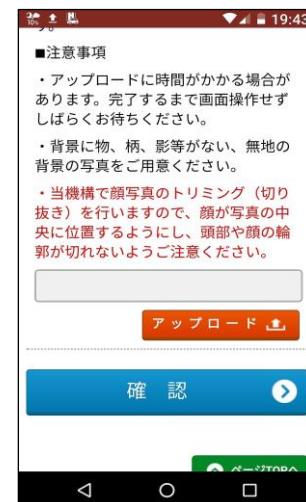 10%
19:43
す。
■注意事項
・アップロードに時間がかかる場合が
あります。完了するまで画面操作せず
しばらくお待ちください。
・背景に物、柄、影等がない、無地の
背景の写真をご用意ください。
・当機構で顔写真のトリミング（切り
抜き）を行いますので、顔が写真の中
央に位置するようにし、頭部や顔の輪
郭が切れないようご注意ください。
アップロード
確認
ページTOPへ